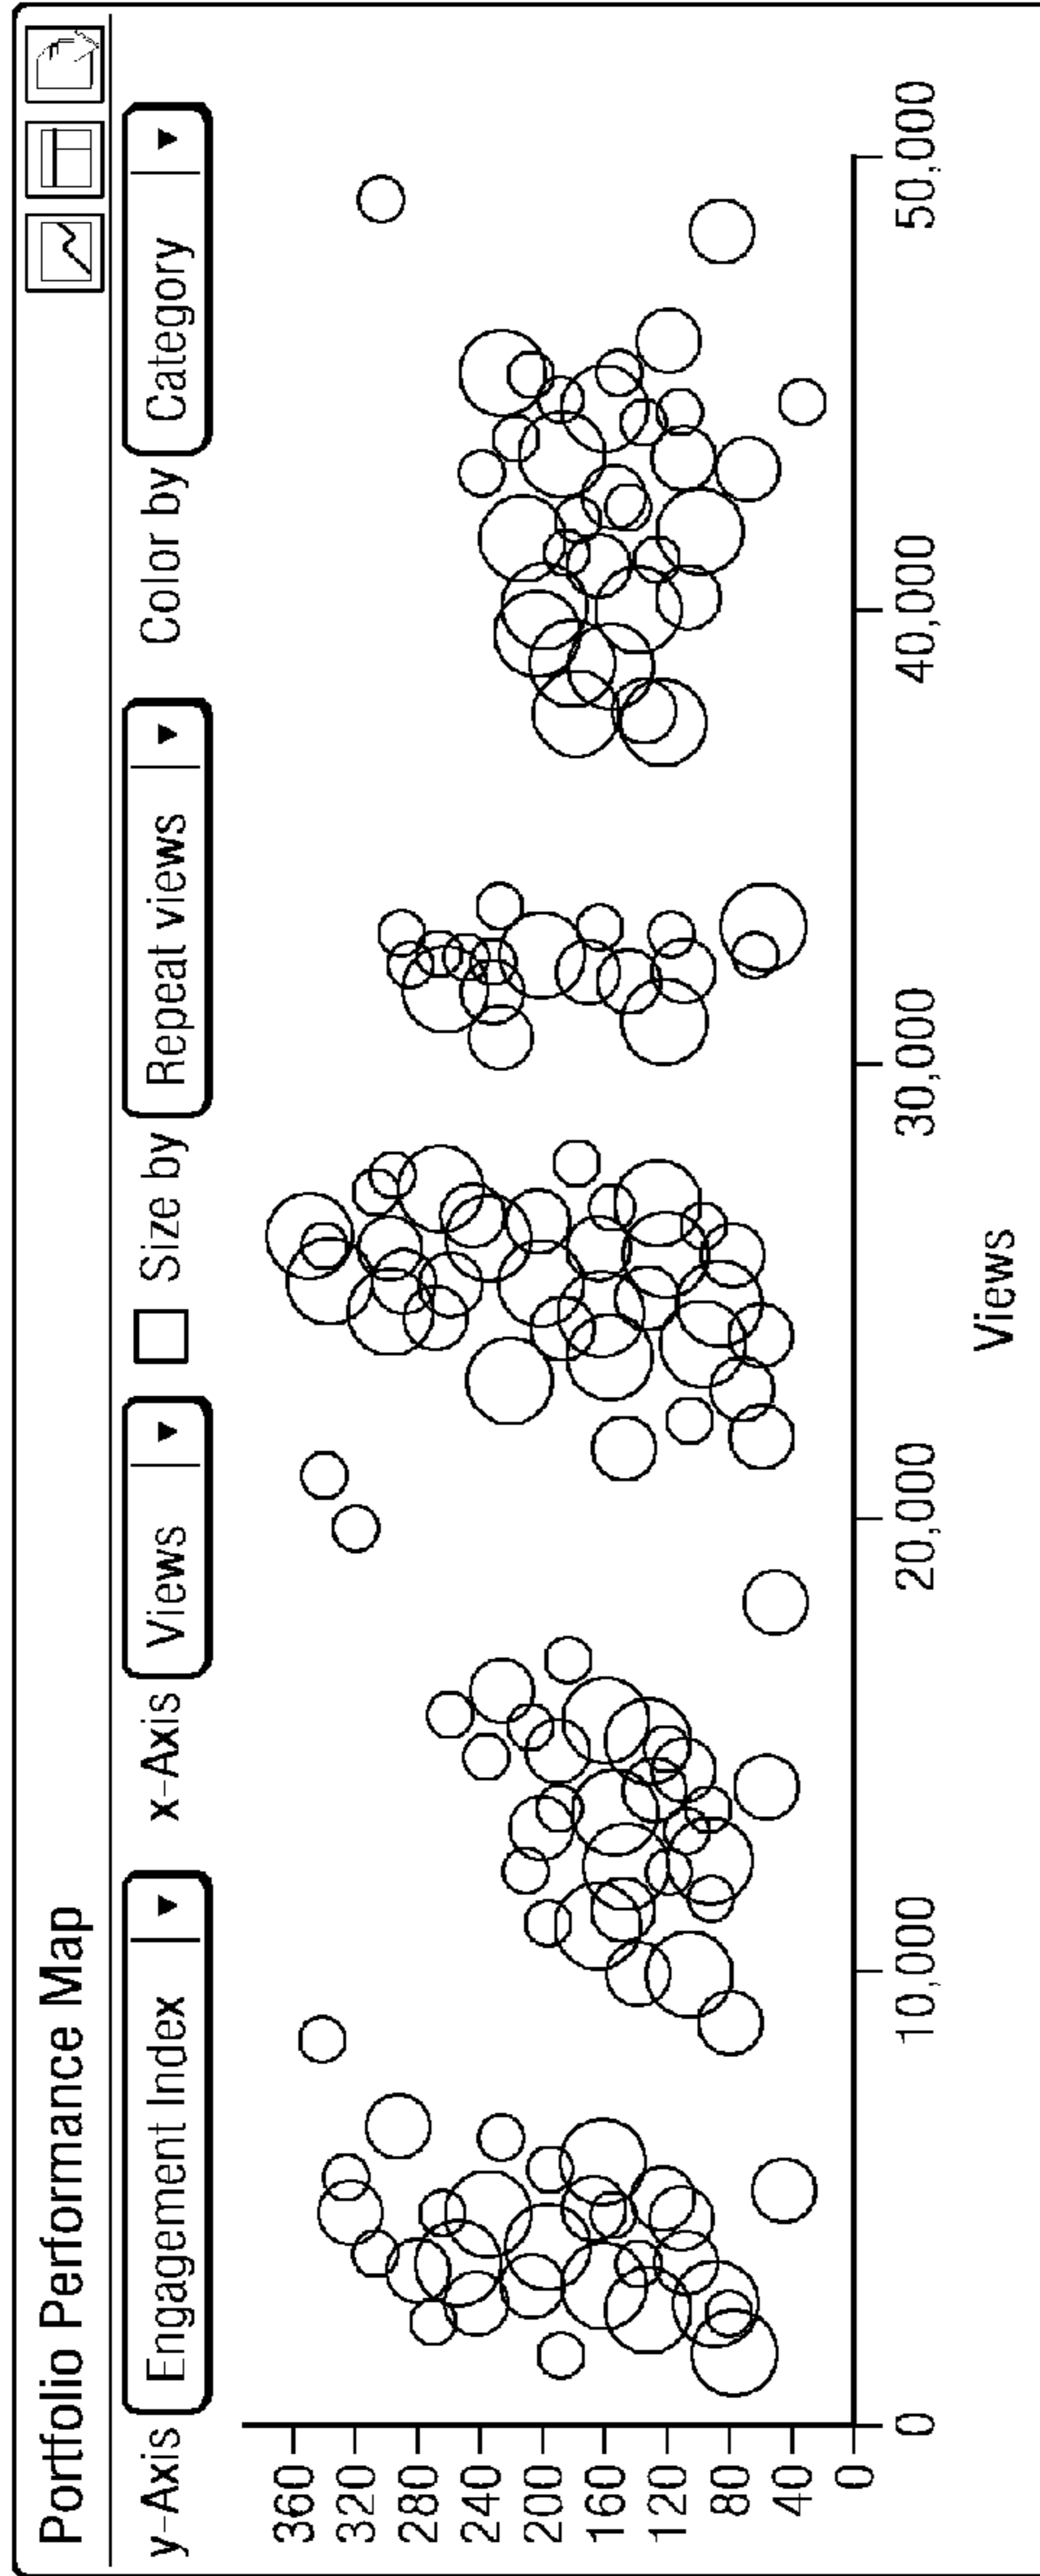 Portfolio Performance Map
y-Axis Engagement Index x-Axis Views Size by Repeat views Color by Category
360
320
280
240
200
160
120
80
40
0
0 10,000 20,000 30,000 40,000 50,000
Views